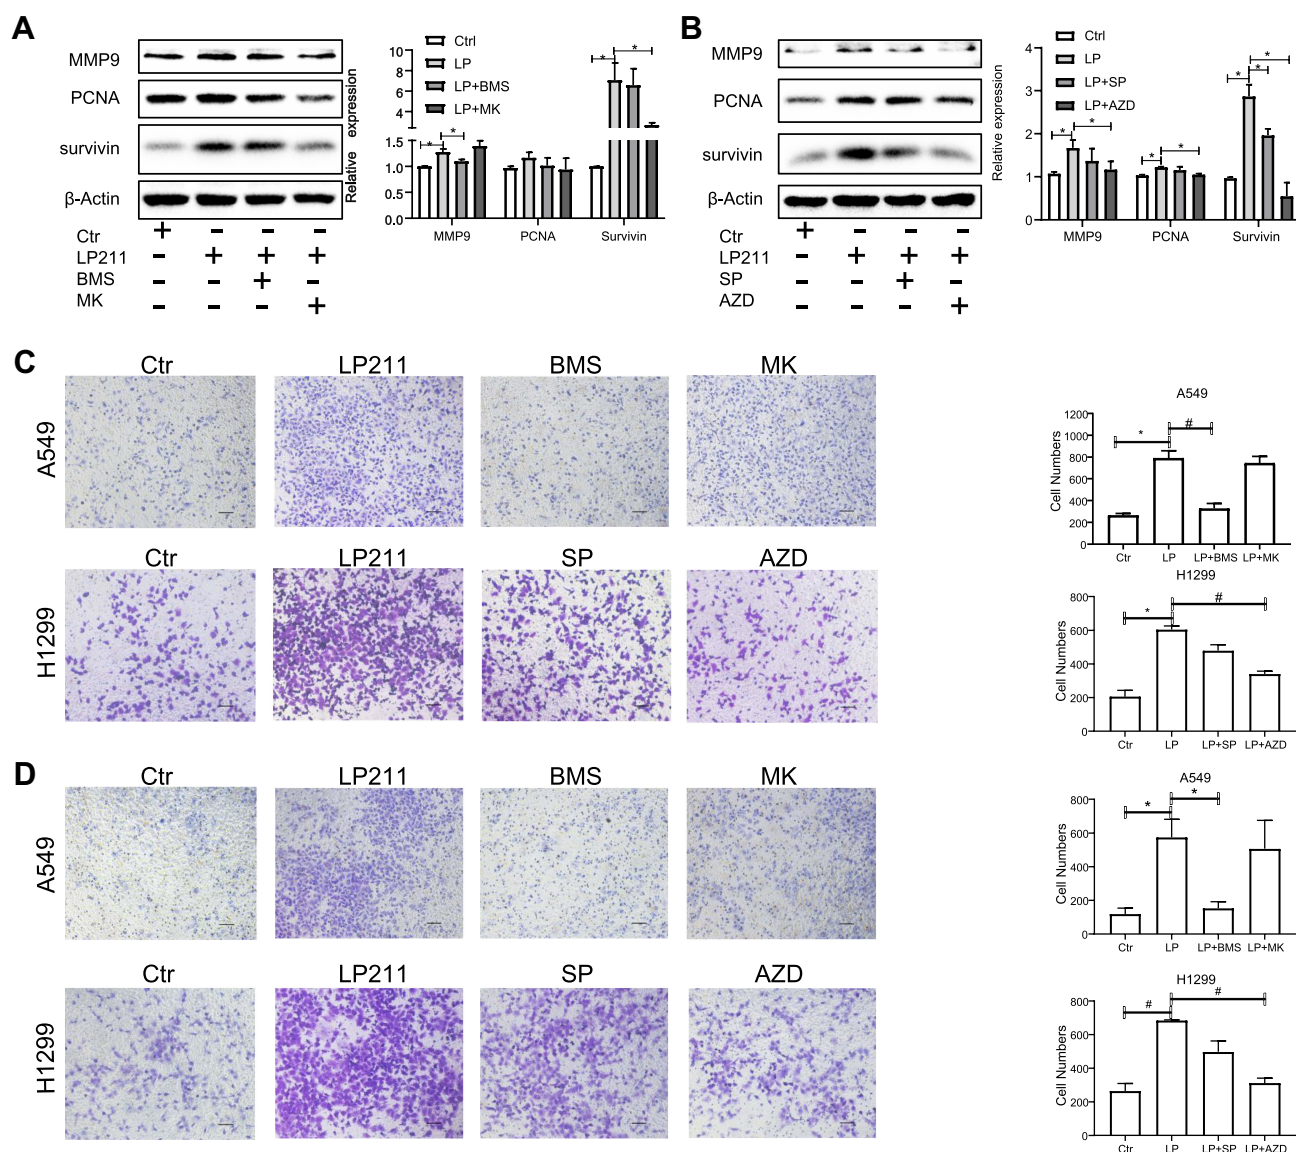 A
MMP9
PCNA
survivin
β-Actin
Ctr + - - -
LP211 - + + +
BMS - - + -
MK - - - +
Relative expression
10
8
6
4
1.5
1.0
0.5
0.0
Ctrl
LP
LP+BMS
LP+MK
* * * *
MMP9 PCNA Survivin
B
MMP9
PCNA
survivin
β-Actin
Ctr + - - -
LP211 - + + +
SP - - + -
AZD - - - +
Relative expression
4
3
2
1
0
Ctrl
LP
LP+SP
LP+AZD
* * * * * * *
MMP9 PCNA Survivin
C
Ctr LP211 BMS MK
A549
A549
Cell Numbers
1200
1000
800
600
400
200
0
* #
Ctr LP LP+BMS LP+MK
Ctr LP211 SP AZD
H1299
H1299
Cell Numbers
800
600
400
200
0
* #
Ctr LP LP+SP LP+AZD
D
Ctr LP211 BMS MK
A549
A549
Cell Numbers
800
600
400
200
0
* *
Ctr LP LP+BMS LP+MK
Ctr LP211 SP AZD
H1299
H1299
Cell Numbers
800
600
400
200
0
# #
Ctr LP LP+SP LP+AZD